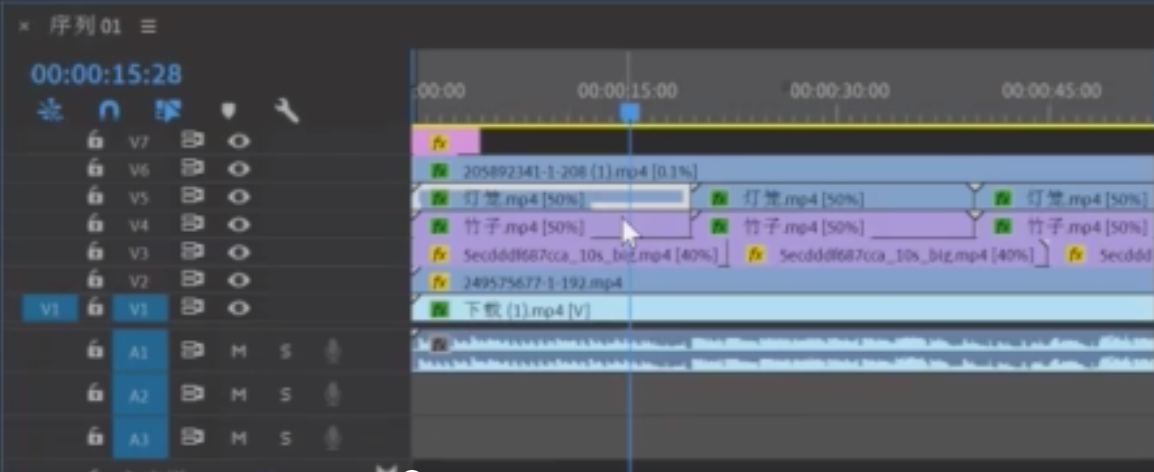 序列 01
00:00:15:28
:00:00 00:00:15:00 00:00:30:00 00:00:45:00
V7 fx
V6 fx 205892341-1-208 (1).mp4 [0.1%]
V5 fx 灯笼.mp4 [50%] fx 灯笼.mp4 [50%] fx 灯笼.mp4 [50%]
V4 fx 竹子.mp4 [50%] fx 竹子.mp4 [50%] fx 竹子.mp4 [50%]
V3 fx 5ecdddf687cca_10s_big.mp4 [40%] fx 5ecdddf687cca_10s_big.mp4 [40%] fx 5ecddd
V2 249575677-1-192.mp4
V1 V1 fx 下载 (1).mp4 [V]
A1 M S fx
A2 M S
A3 M S